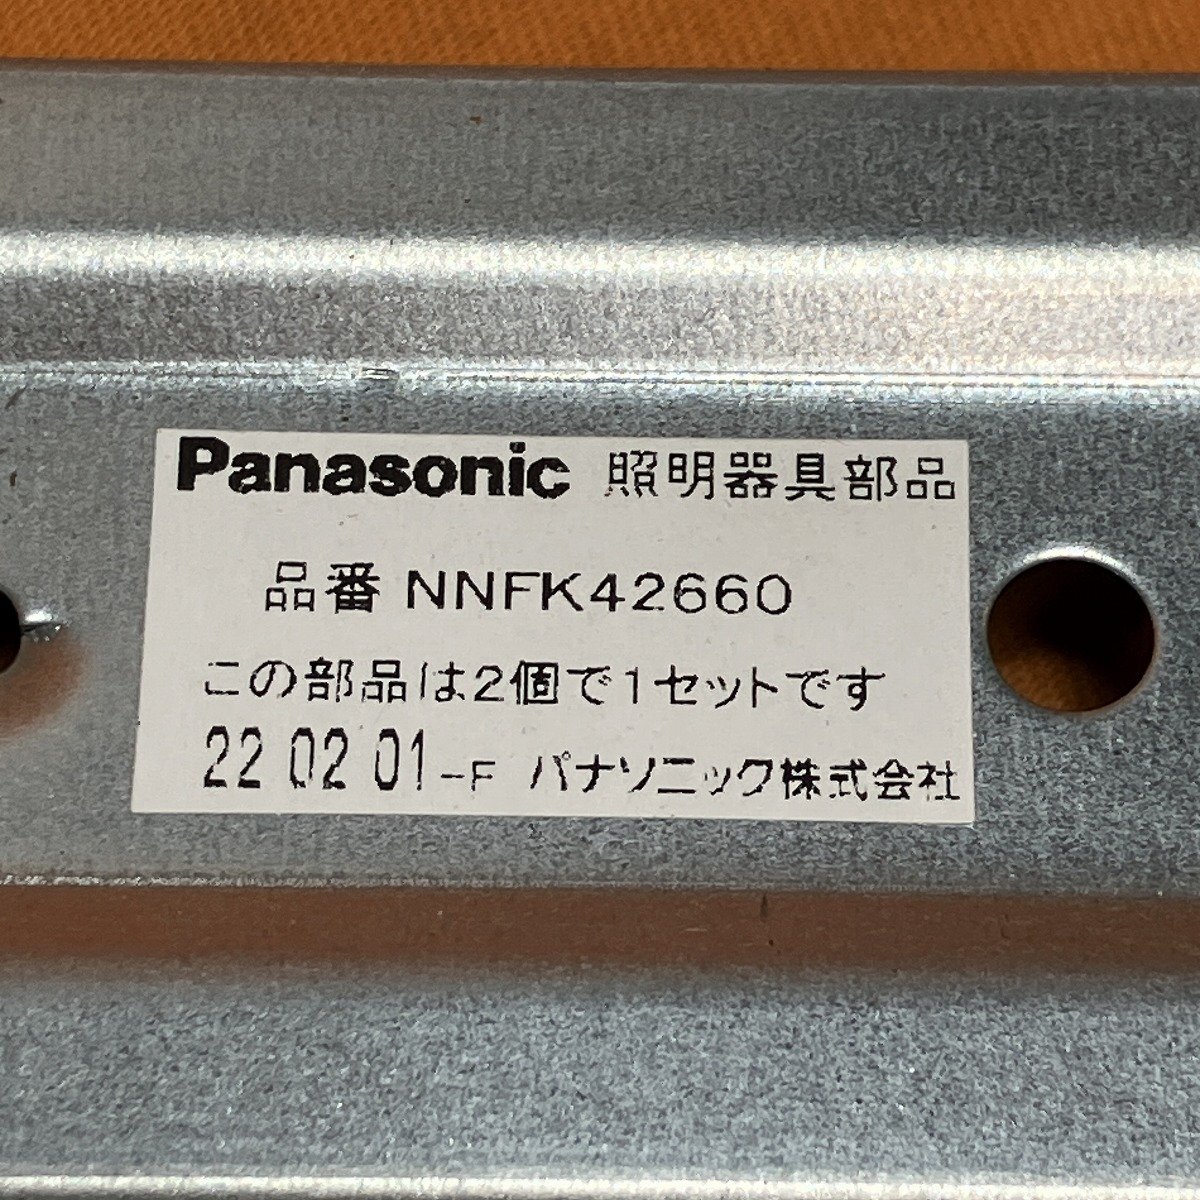 Panasonic 照明器具部品
品番 NNFK42660
この部品は2個で1セットです
22 02 01-F パナソニック株式会社